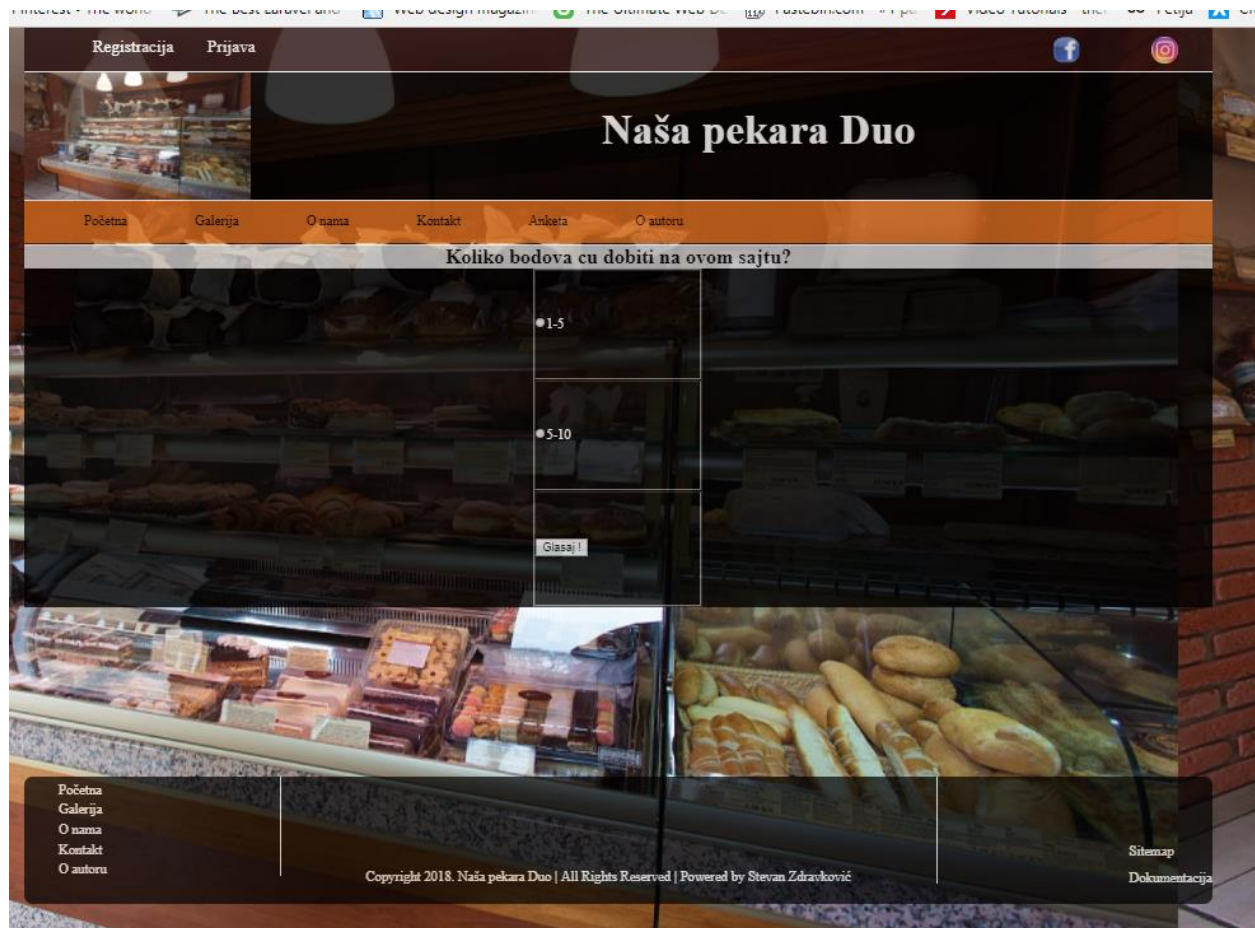 Registracija Prijava
Naša pekara Duo
Početna Galerija O nama Kontakt Anketa O autoru
Koliko bodova cu dobiti na ovom sajtu?
1-5
5-10
Glasaj !
Početna
Galerija
O nama
Kontakt
O autoru
Copyright 2018. Naša pekara Duo | All Rights Reserved | Powered by Stevan Zdravković
Sitemap
Dokumentacija